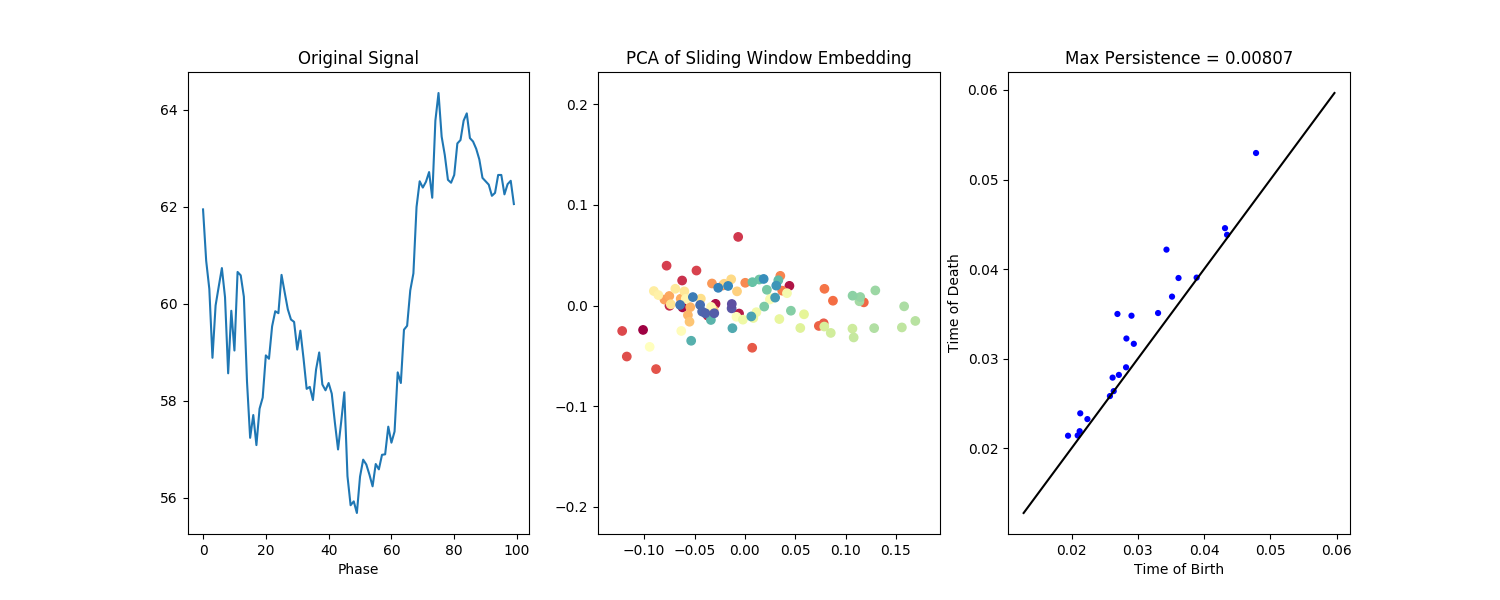 Original Signal
64
62
60
58
56
0 20 40 60 80 100
Phase
PCA of Sliding Window Embedding
0.2
0.1
0.0
−0.1
−0.2
−0.10 −0.05 0.00 0.05 0.10 0.15
Max Persistence = 0.00807
Time of Death
0.06
0.05
0.04
0.03
0.02
0.02 0.03 0.04 0.05 0.06
Time of Birth